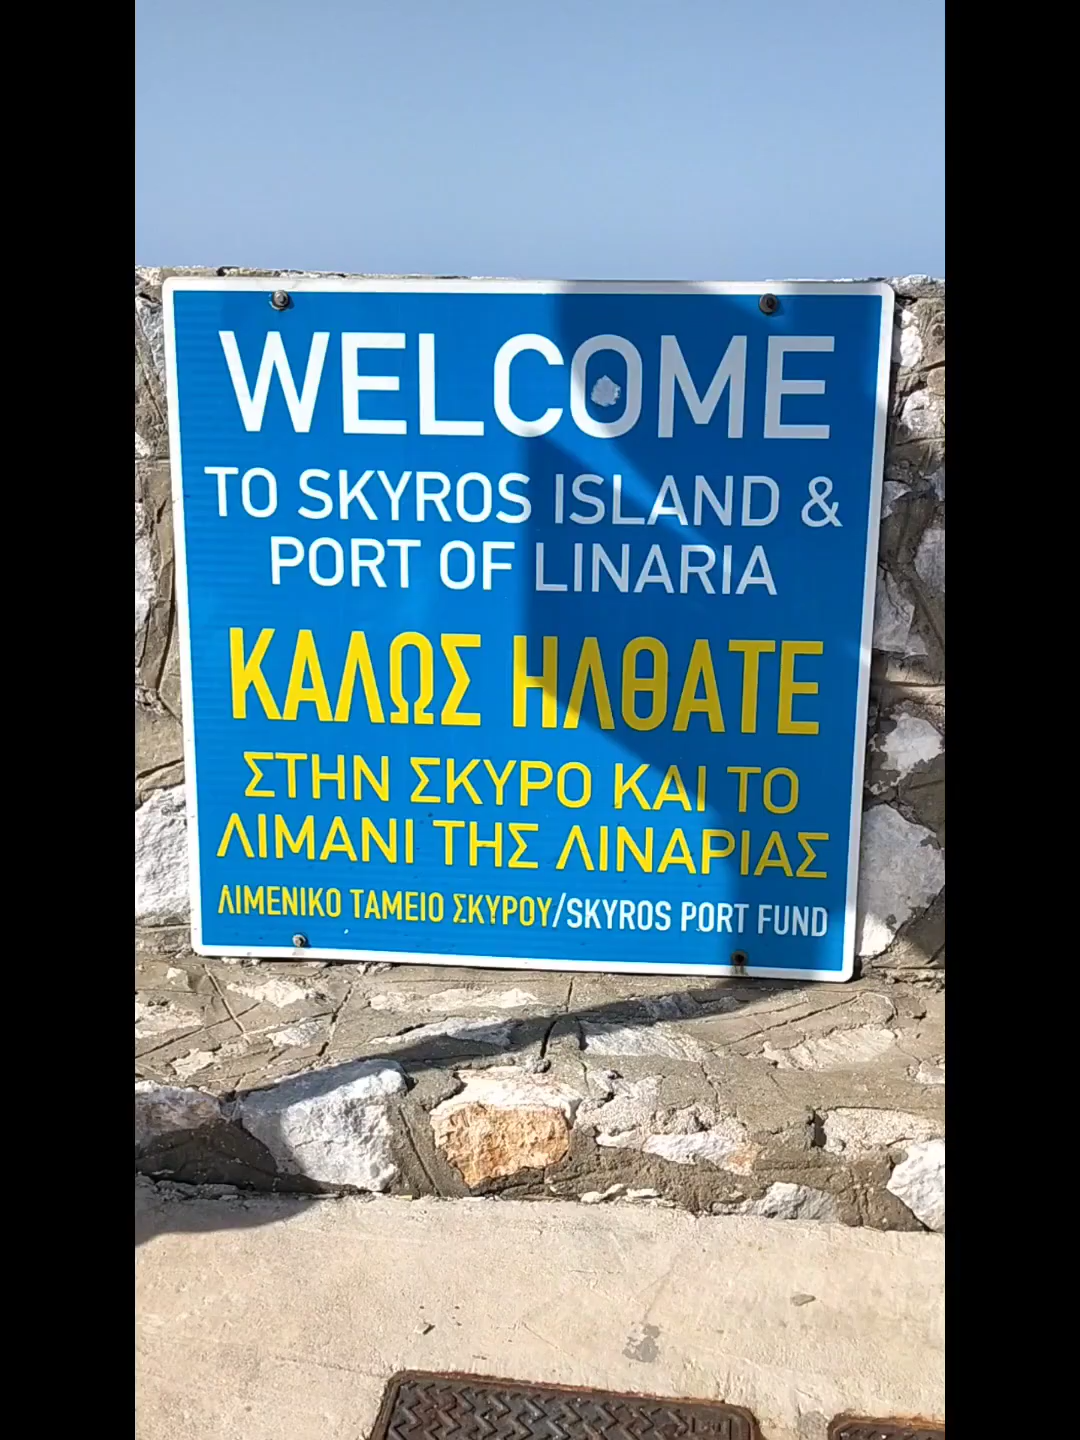 WELCOME
TO SKYROS ISLAND &
PORT OF LINARIA
ΚΑΛΩΣ ΗΛΘΑΤΕ
ΣΤΗΝ ΣΚΥΡΟ ΚΑΙ ΤΟ
ΛΙΜΑΝΙ ΤΗΣ ΛΙΝΑΡΙΑΣ
ΛΙΜΕΝΙΚΟ ΤΑΜΕΙΟ ΣΚΥΡΟΥ/SKYROS PORT FUND